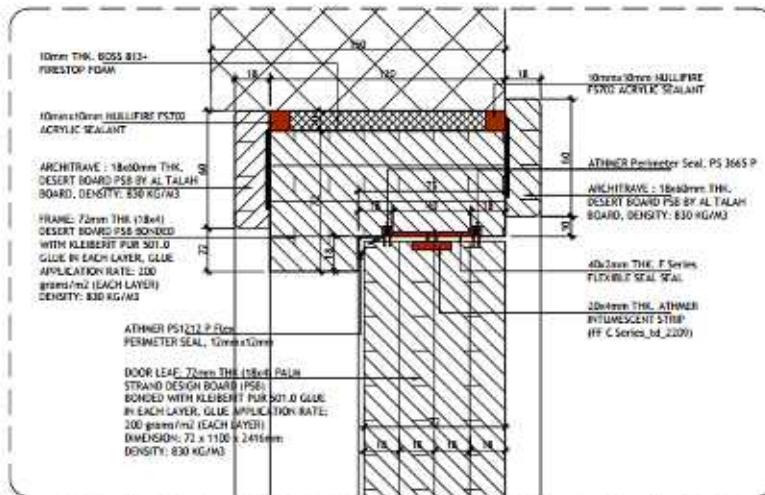 10mm THK. BOSS 813+
FIRESTOP FOAM
10mmx10mm NULLIFIRE FS702
ACRYLIC SEALANT
ARCHITRAVE : 18x60mm THK.
DESERT BOARD PSB BY AL TALAH
BOARD, DENSITY: 830 KG/M3
FRAME: 72mm THK (18x4)
DESERT BOARD PSB BONDED
WITH KLEIBERIT PUR 501.0
GLUE IN EACH LAYER, GLUE
APPLICATION RATE: 200
grams/m2 (EACH LAYER)
DENSITY: 830 KG/M3
ATHMER PS1212 P Flex
PERIMETER SEAL, 12mmx12mm
DOOR LEAF: 72mm THK (18x4) PALM
STRAND DESIGN BOARD (PSB)
BONDED WITH KLEIBERIT PUR 501.0 GLUE
IN EACH LAYER, GLUE APPLICATION RATE:
200 grams/m2 (EACH LAYER)
DIMENSION: 72 x 1100 x 2416mm
DENSITY: 830 KG/M3
18
120
18
60
72
18
18
60
10
18 18 18 18
10mmx10mm NULLIFIRE
FS702 ACRYLIC SEALANT
ATHMER Perimeter Seal, PS 3665 P
ARCHITRAVE : 18x60mm THK.
DESERT BOARD PSB BY AL TALAH
BOARD, DENSITY: 830 KG/M3
40x2mm THK. F Series
FLEXIBLE SEAL SEAL
20x4mm THK. ATHMER
INTUMESCENT STRIP
(FF C Series_td_2209)